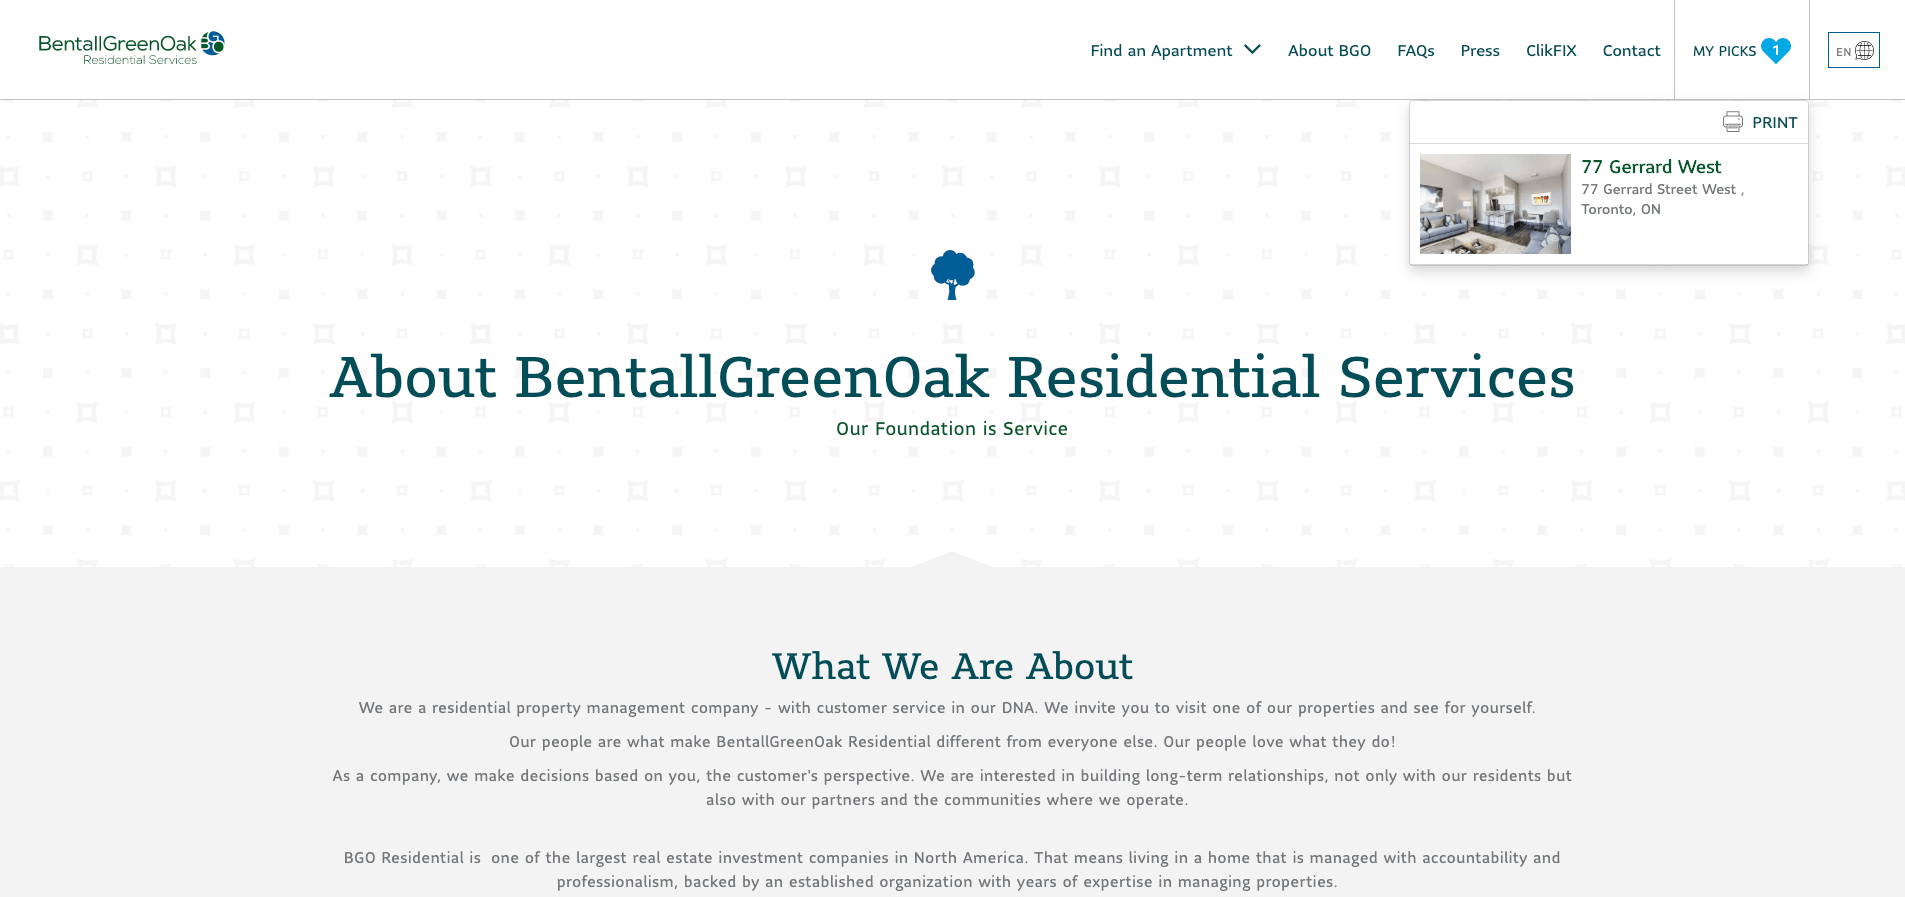 BentallGreenOak
Residential Services
Find an Apartment
About BGO
FAQs
Press
ClikFIX
Contact
MY PICKS
1
EN
PRINT
77 Gerrard West
77 Gerrard Street West ,
Toronto, ON
About BentallGreenOak Residential Services
Our Foundation is Service
What We Are About
We are a residential property management company - with customer service in our DNA. We invite you to visit one of our properties and see for yourself.
Our people are what make BentallGreenOak Residential different from everyone else. Our people love what they do!
As a company, we make decisions based on you, the customer's perspective. We are interested in building long-term relationships, not only with our residents but
also with our partners and the communities where we operate.
BGO Residential is  one of the largest real estate investment companies in North America. That means living in a home that is managed with accountability and
professionalism, backed by an established organization with years of expertise in managing properties.